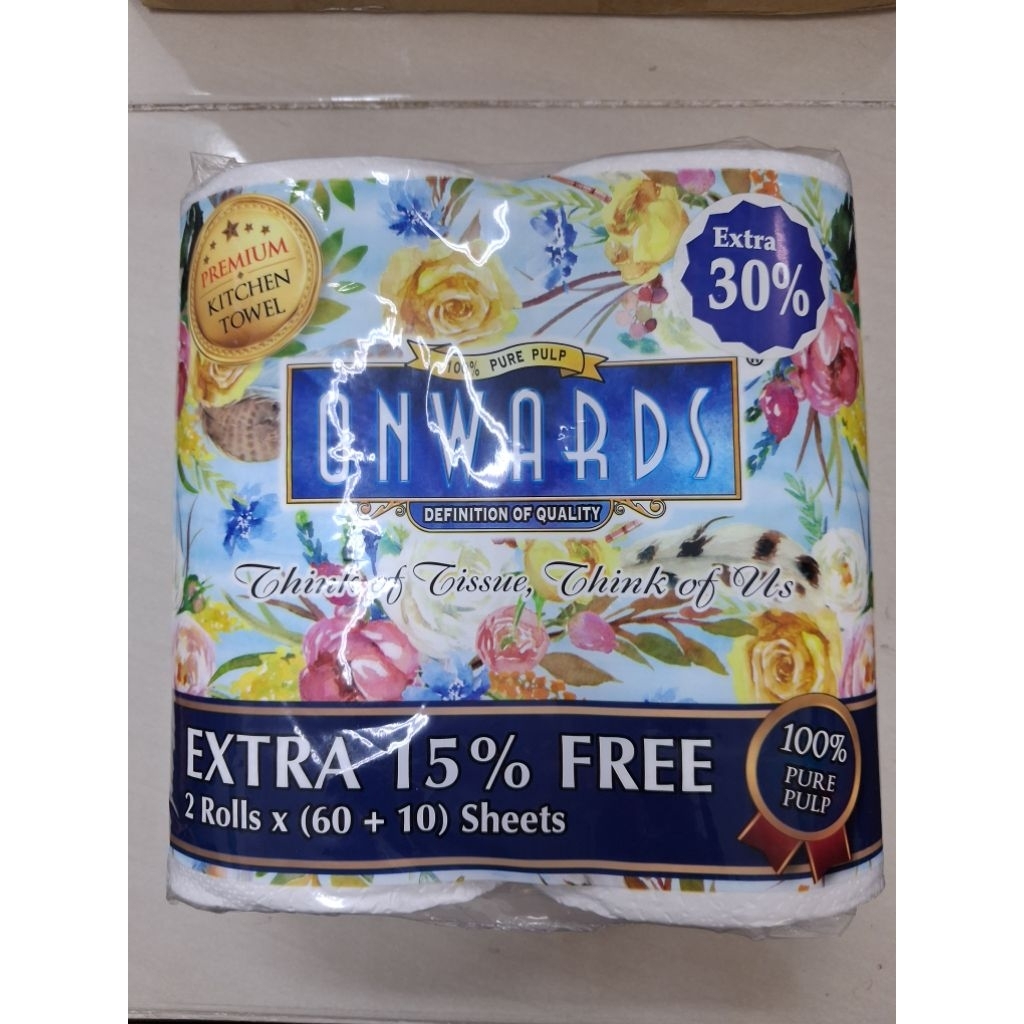 PREMIUM
KITCHEN
TOWEL
Extra
30%
100% PURE PULP
ONWARDS
®
DEFINITION OF QUALITY
Think of Tissue, Think of Us
EXTRA 15% FREE
2 Rolls x (60 + 10) Sheets
100%
PURE
PULP